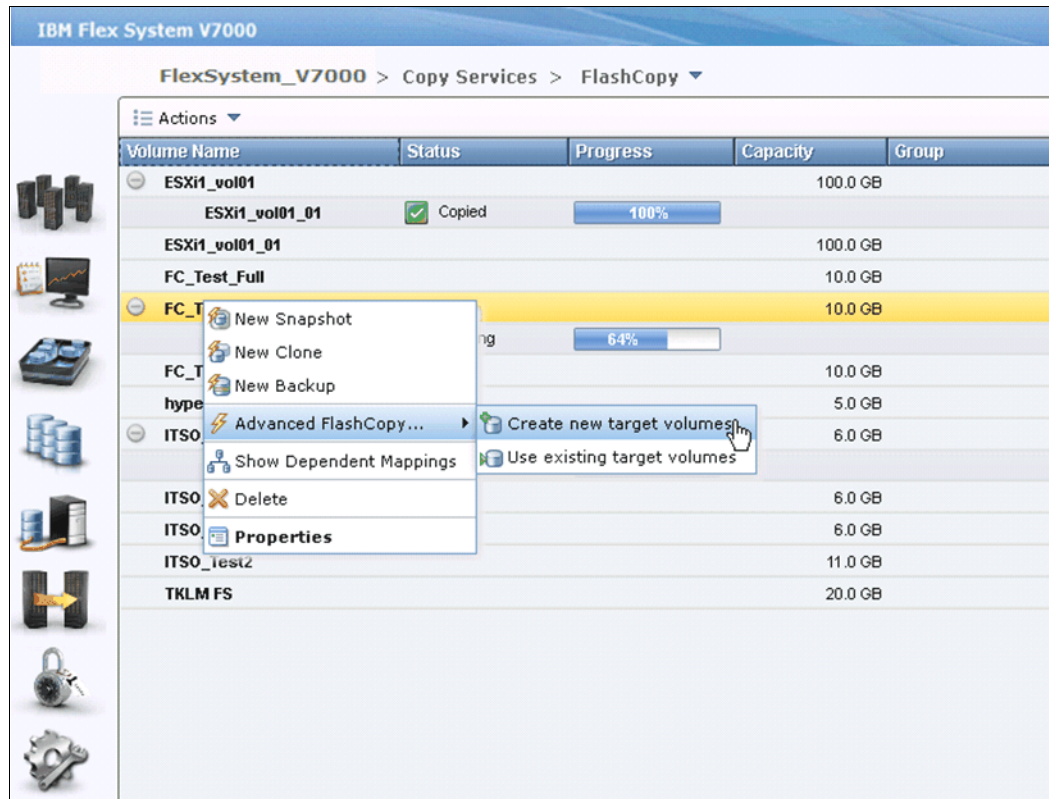 IBM Flex System V7000
FlexSystem_V7000 > Copy Services > FlashCopy
Actions
Volume Name Status Progress Capacity Group
ESXi1_vol01 100.0 GB
ESXi1_vol01_01 Copied 100%
ESXi1_vol01_01 100.0 GB
FC_Test_Full 10.0 GB
FC_T 10.0 GB
ng 64%
FC_T 10.0 GB
hype 5.0 GB
ITSO_ 6.0 GB
ITSO_ 6.0 GB
ITSO_ 6.0 GB
ITSO_Test2 11.0 GB
TKLM FS 20.0 GB
New Snapshot
New Clone
New Backup
Advanced FlashCopy...
Show Dependent Mappings
Delete
Properties
Create new target volumes
Use existing target volumes